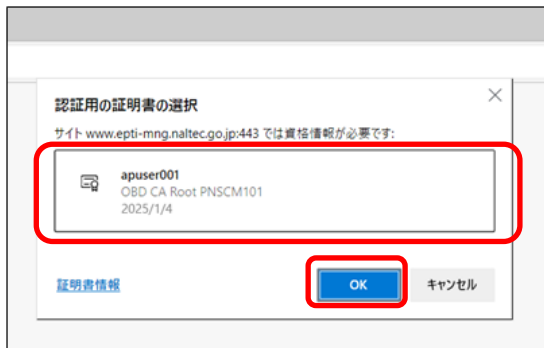 認証用の証明書の選択
サイト www.epti-mng.naltec.go.jp:443 では資格情報が必要です:
apuser001
OBD CA Root PNSCM101
2025/1/4
証明書情報
OK
キャンセル